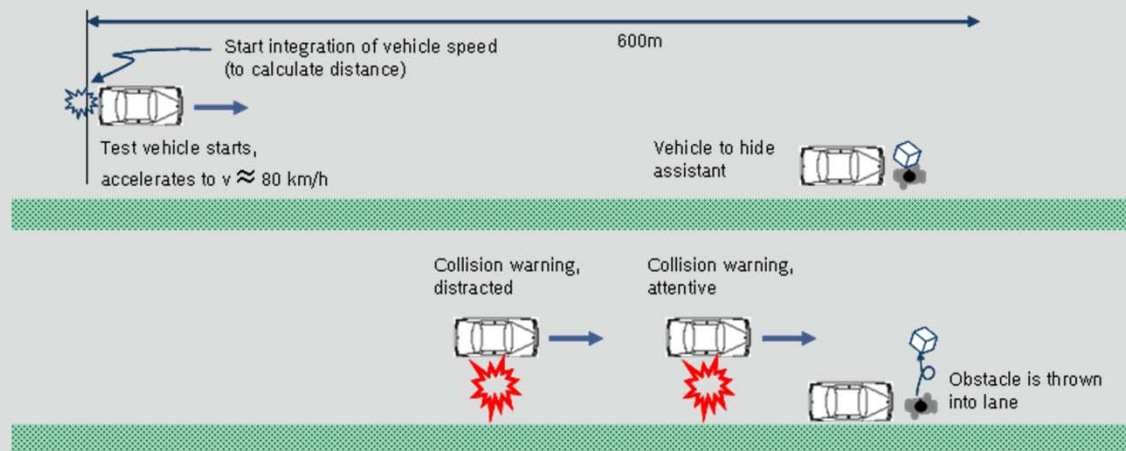 600m
Start integration of vehicle speed
(to calculate distance)
Test vehicle starts,
accelerates to v ≈ 80 km/h
Vehicle to hide
assistant
Collision warning,
distracted
Collision warning,
attentive
Obstacle is thrown
into lane